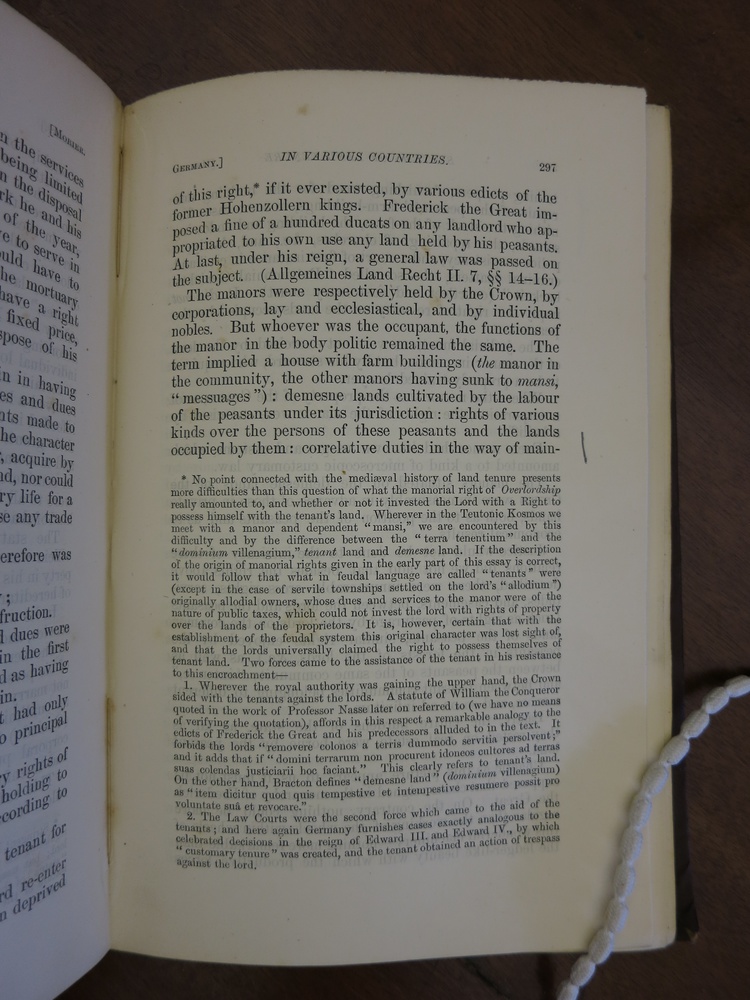 [MORIER.
n the services
being limited
n the disposal
rk he and his
of the year,
ve to serve in
uld have to
he mortuary
have a right
fixed price,
spose of his
in in having
es and dues
nts made to
he character
, acquire by
nd, nor could
ry life for a
se any trade
erefore was
;
fruction.
l dues were
in the first
d as having
in.
t had only
o principal
y rights of
holding to
ccording to
tenant for
rd re-enter
n deprived
GERMANY.] IN VARIOUS COUNTRIES. 297
of this right,* if it ever existed, by various edicts of the
former Hohenzollern kings. Frederick the Great im-
posed a fine of a hundred ducats on any landlord who ap-
propriated to his own use any land held by his peasants.
At last, under his reign, a general law was passed on
the subject. (Allgemeines Land Recht II. 7, §§ 14–16.)
The manors were respectively held by the Crown, by
corporations, lay and ecclesiastical, and by individual
nobles. But whoever was the occupant, the functions of
the manor in the body politic remained the same. The
term implied a house with farm buildings (the manor in
the community, the other manors having sunk to mansi,
“messuages”) : demesne lands cultivated by the labour
of the peasants under its jurisdiction : rights of various
kinds over the persons of these peasants and the lands
occupied by them : correlative duties in the way of main-
* No point connected with the mediæval history of land tenure presents
more difficulties than this question of what the manorial right of Overlordship
really amounted to, and whether or not it invested the Lord with a Right to
possess himself with the tenant's land. Wherever in the Teutonic Kosmos we
meet with a manor and dependent “mansi,” we are encountered by this
difficulty and by the difference between the “terra tenentium” and the
“dominium villenagium,” tenant land and demesne land. If the description
of the origin of manorial rights given in the early part of this essay is correct,
it would follow that what in feudal language are called “tenants” were
(except in the case of servile townships settled on the lord's “allodium”)
originally allodial owners, whose dues and services to the manor were of the
nature of public taxes, which could not invest the lord with rights of property
over the lands of the proprietors. It is, however, certain that with the
establishment of the feudal system this original character was lost sight of,
and that the lords universally claimed the right to possess themselves of
tenant land. Two forces came to the assistance of the tenant in his resistance
to this encroachment—
1. Wherever the royal authority was gaining the upper hand, the Crown
sided with the tenants against the lords. A statute of William the Conqueror
quoted in the work of Professor Nasse later on referred to (we have no means
of verifying the quotation), affords in this respect a remarkable analogy to the
edicts of Frederick the Great and his predecessors alluded to in the text. It
forbids the lords “removere colonos a terris dummodo servitia persolvent;”
and it adds that if “domini terrarum non procurent idoneos cultores ad terras
suas colendas justiciarii hoc faciant.” This clearly refers to tenant's land.
On the other hand, Bracton defines “demesne land” (dominium villenagium)
as “item dicitur quod quis tempestive et intempestive resumere possit pro
voluntate suâ et revocare.”
2. The Law Courts were the second force which came to the aid of the
tenants ; and here again Germany furnishes cases exactly analogous to the
celebrated decisions in the reign of Edward III. and Edward IV., by which
“customary tenure” was created, and the tenant obtained an action of trespass
against the lord.